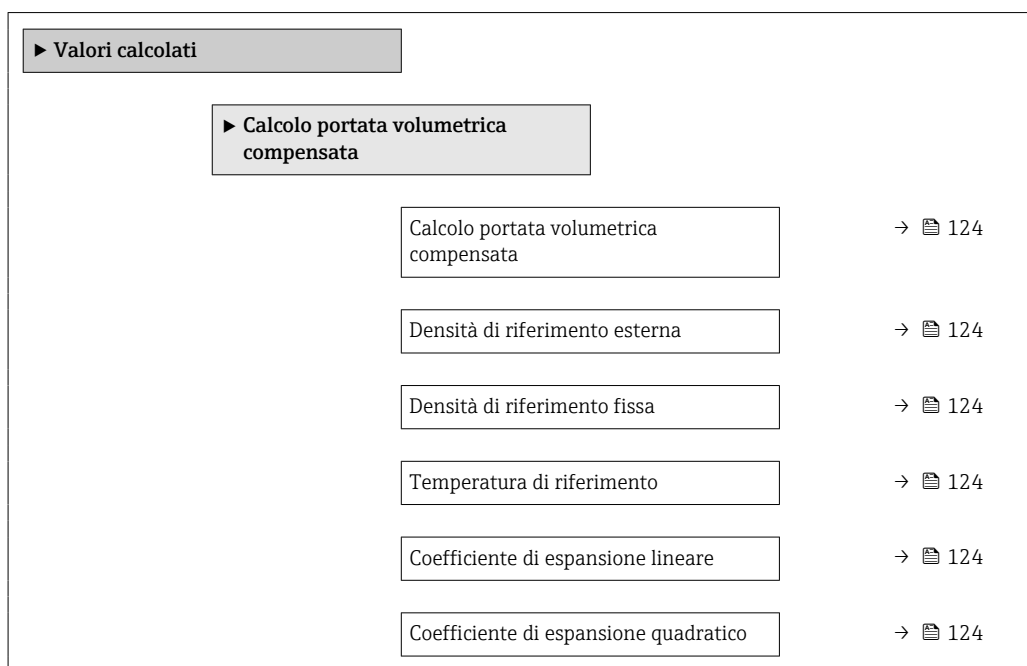 ▶ Valori calcolati
▶ Calcolo portata volumetrica
compensata
Calcolo portata volumetrica
compensata
→ 124
Densità di riferimento esterna → 124
Densità di riferimento fissa → 124
Temperatura di riferimento → 124
Coefficiente di espansione lineare → 124
Coefficiente di espansione quadratico → 124